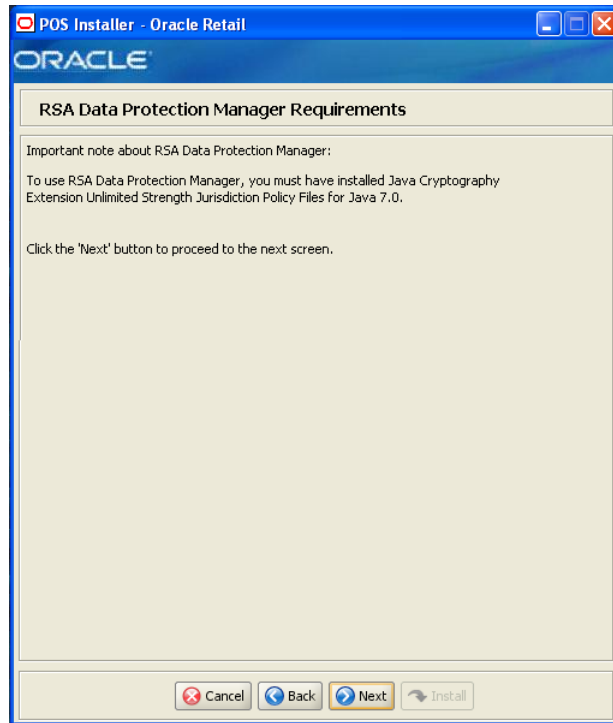 POS Installer - Oracle Retail
ORACLE
RSA Data Protection Manager Requirements
Important note about RSA Data Protection Manager:
To use RSA Data Protection Manager, you must have installed Java Cryptography
Extension Unlimited Strength Jurisdiction Policy Files for Java 7.0.
Click the 'Next' button to proceed to the next screen.
Cancel Back Next Install